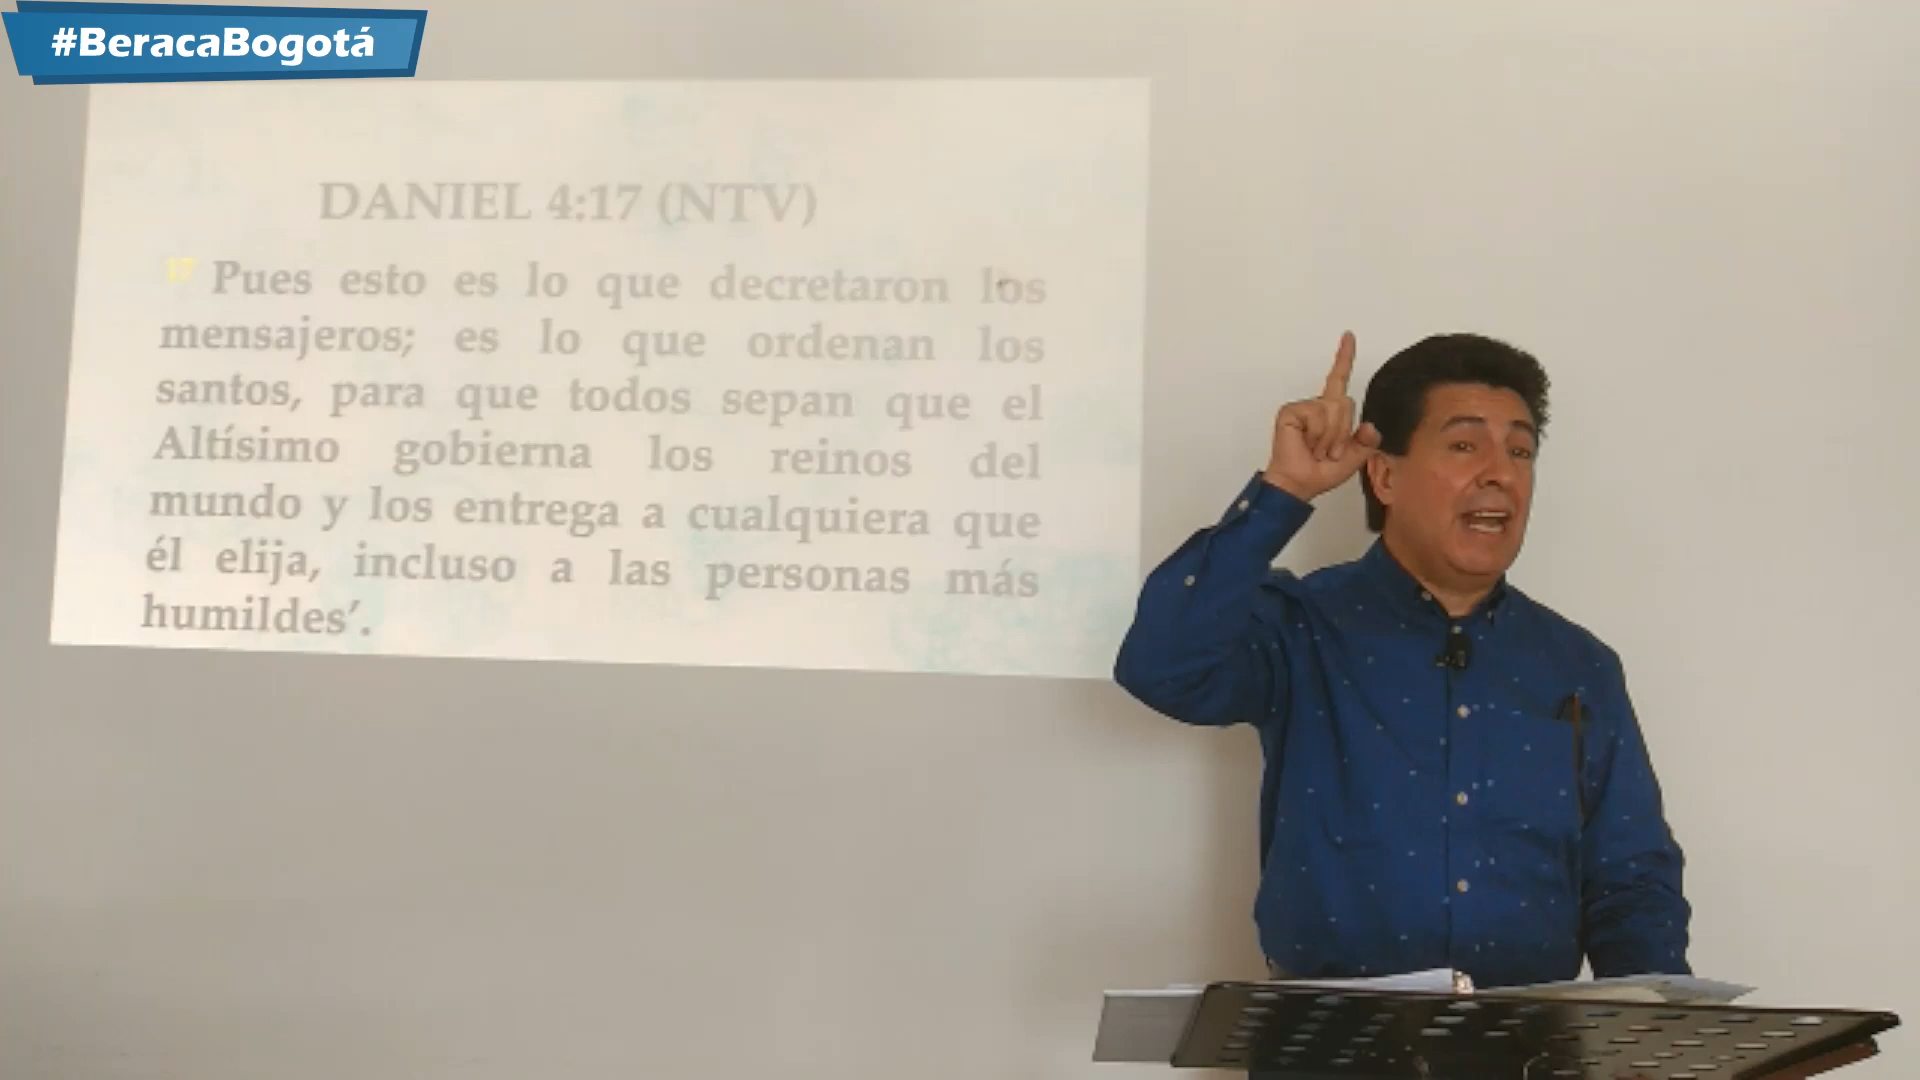 #BeracaBogotá
DANIEL 4:17 (NTV)
17 Pues esto es lo que decretaron los
mensajeros; es lo que ordenan los
santos, para que todos sepan que el
Altísimo gobierna los reinos del
mundo y los entrega a cualquiera que
él elija, incluso a las personas más
humildes’.